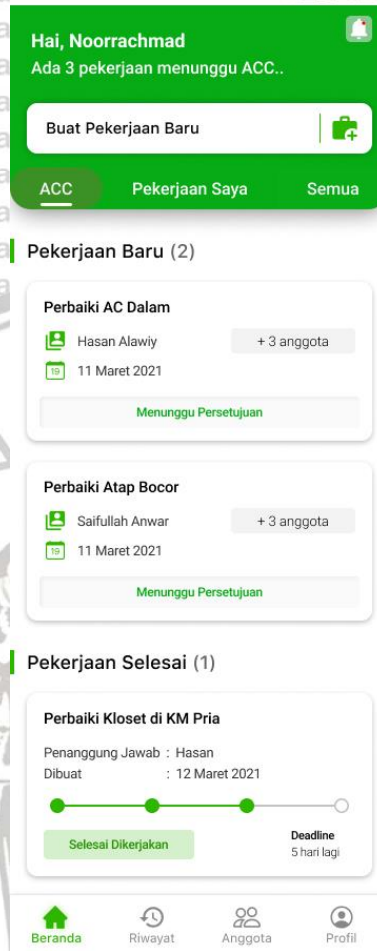 Hai, Noorrachmad
Ada 3 pekerjaan menunggu ACC..
Buat Pekerjaan Baru
ACC Pekerjaan Saya Semua
Pekerjaan Baru (2)
Perbaiki AC Dalam
Hasan Alawiy + 3 anggota
19 11 Maret 2021
Menunggu Persetujuan
Perbaiki Atap Bocor
Saifullah Anwar + 3 anggota
19 11 Maret 2021
Menunggu Persetujuan
Pekerjaan Selesai (1)
Perbaiki Kloset di KM Pria
Penanggung Jawab : Hasan
Dibuat : 12 Maret 2021
Selesai Dikerjakan
Deadline
5 hari lagi
Beranda Riwayat Anggota Profil